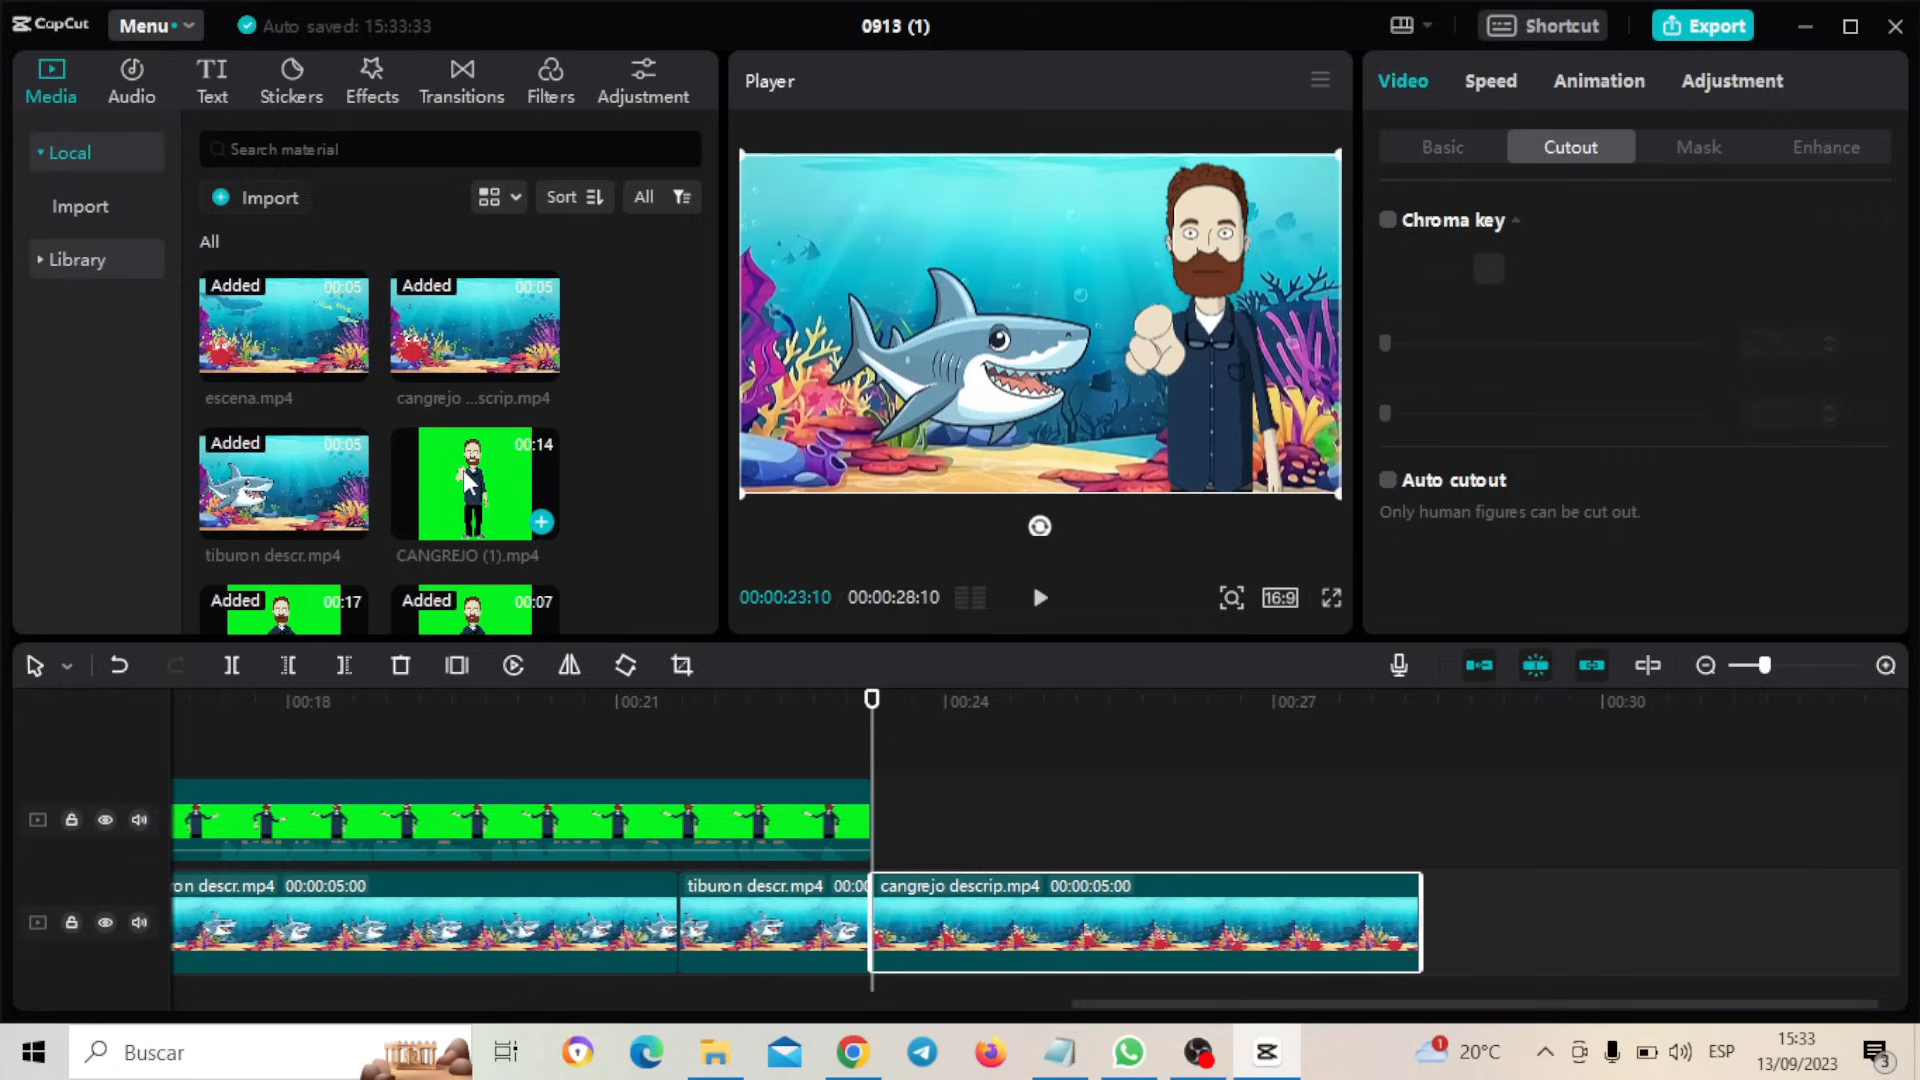 CapCut
Menu
Auto saved: 15:33:33
0913 (1)
Shortcut
Export
Media
Audio
Text
Stickers
Effects
Transitions
Filters
Adjustment
Local
Import
Library
Search material
Import
Sort
All
All
Added 00:05
escena.mp4
Added 00:05
cangrejo ...scrip.mp4
Added 00:05
tiburon descr.mp4
00:14
CANGREJO (1).mp4
Added 00:17
Added 00:07
Player
00:00:23:10 00:00:28:10
16:9
Video
Speed
Animation
Adjustment
Basic
Cutout
Mask
Enhance
Chroma key
Auto cutout
Only human figures can be cut out.
00:18
00:21
00:24
00:27
00:30
on descr.mp4 00:00:05:00
tiburon descr.mp4 00:00
cangrejo descrip.mp4 00:00:05:00
Buscar
1
20°C
ESP
15:33
13/09/2023
3